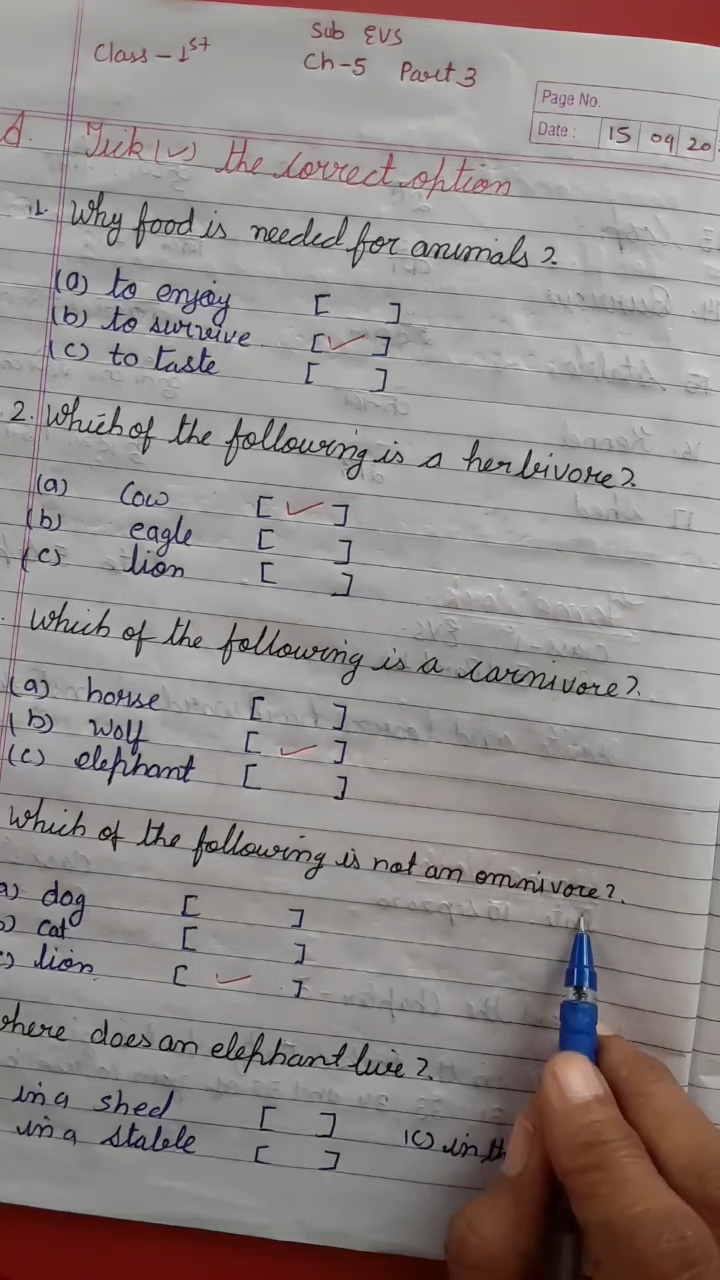 Sub EVS
Class - 1st
Ch-5 Part 3
Page No.
Date : 15 09 20
A. Tick (✓) the correct option
1. Why food is needed for animals?
(a) to enjoy [ ]
(b) to survive [✓]
(c) to taste [ ]
2. Which of the following is a herbivore?
(a) Cow [✓]
(b) eagle [ ]
(c) lion [ ]
Which of the following is a carnivore?
(a) horse [ ]
(b) wolf [✓]
(c) elephant [ ]
Which of the following is not an omnivore?
a) dog [ ]
b) cat [ ]
c) lion [✓]
where does an elephant live?
in a shed [ ]
in a stable [ ] (c) in th